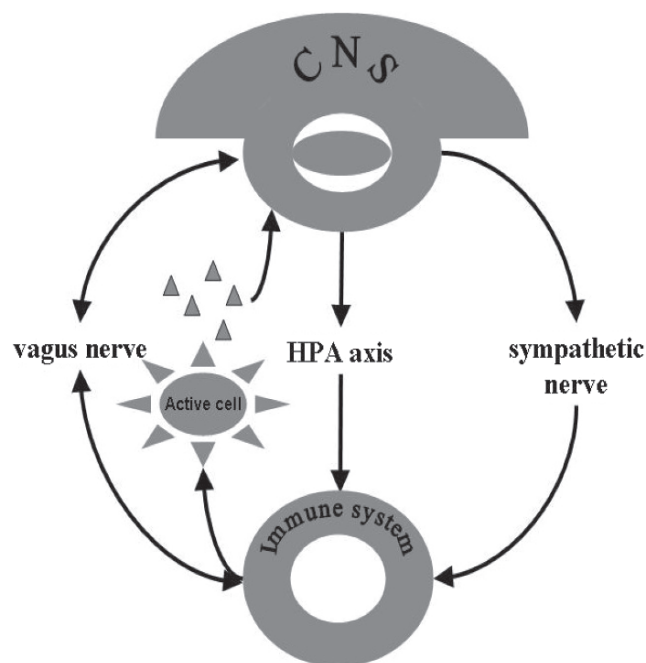 CNS
vagus nerve
HPA axis
sympathetic
nerve
Active cell
Immune system